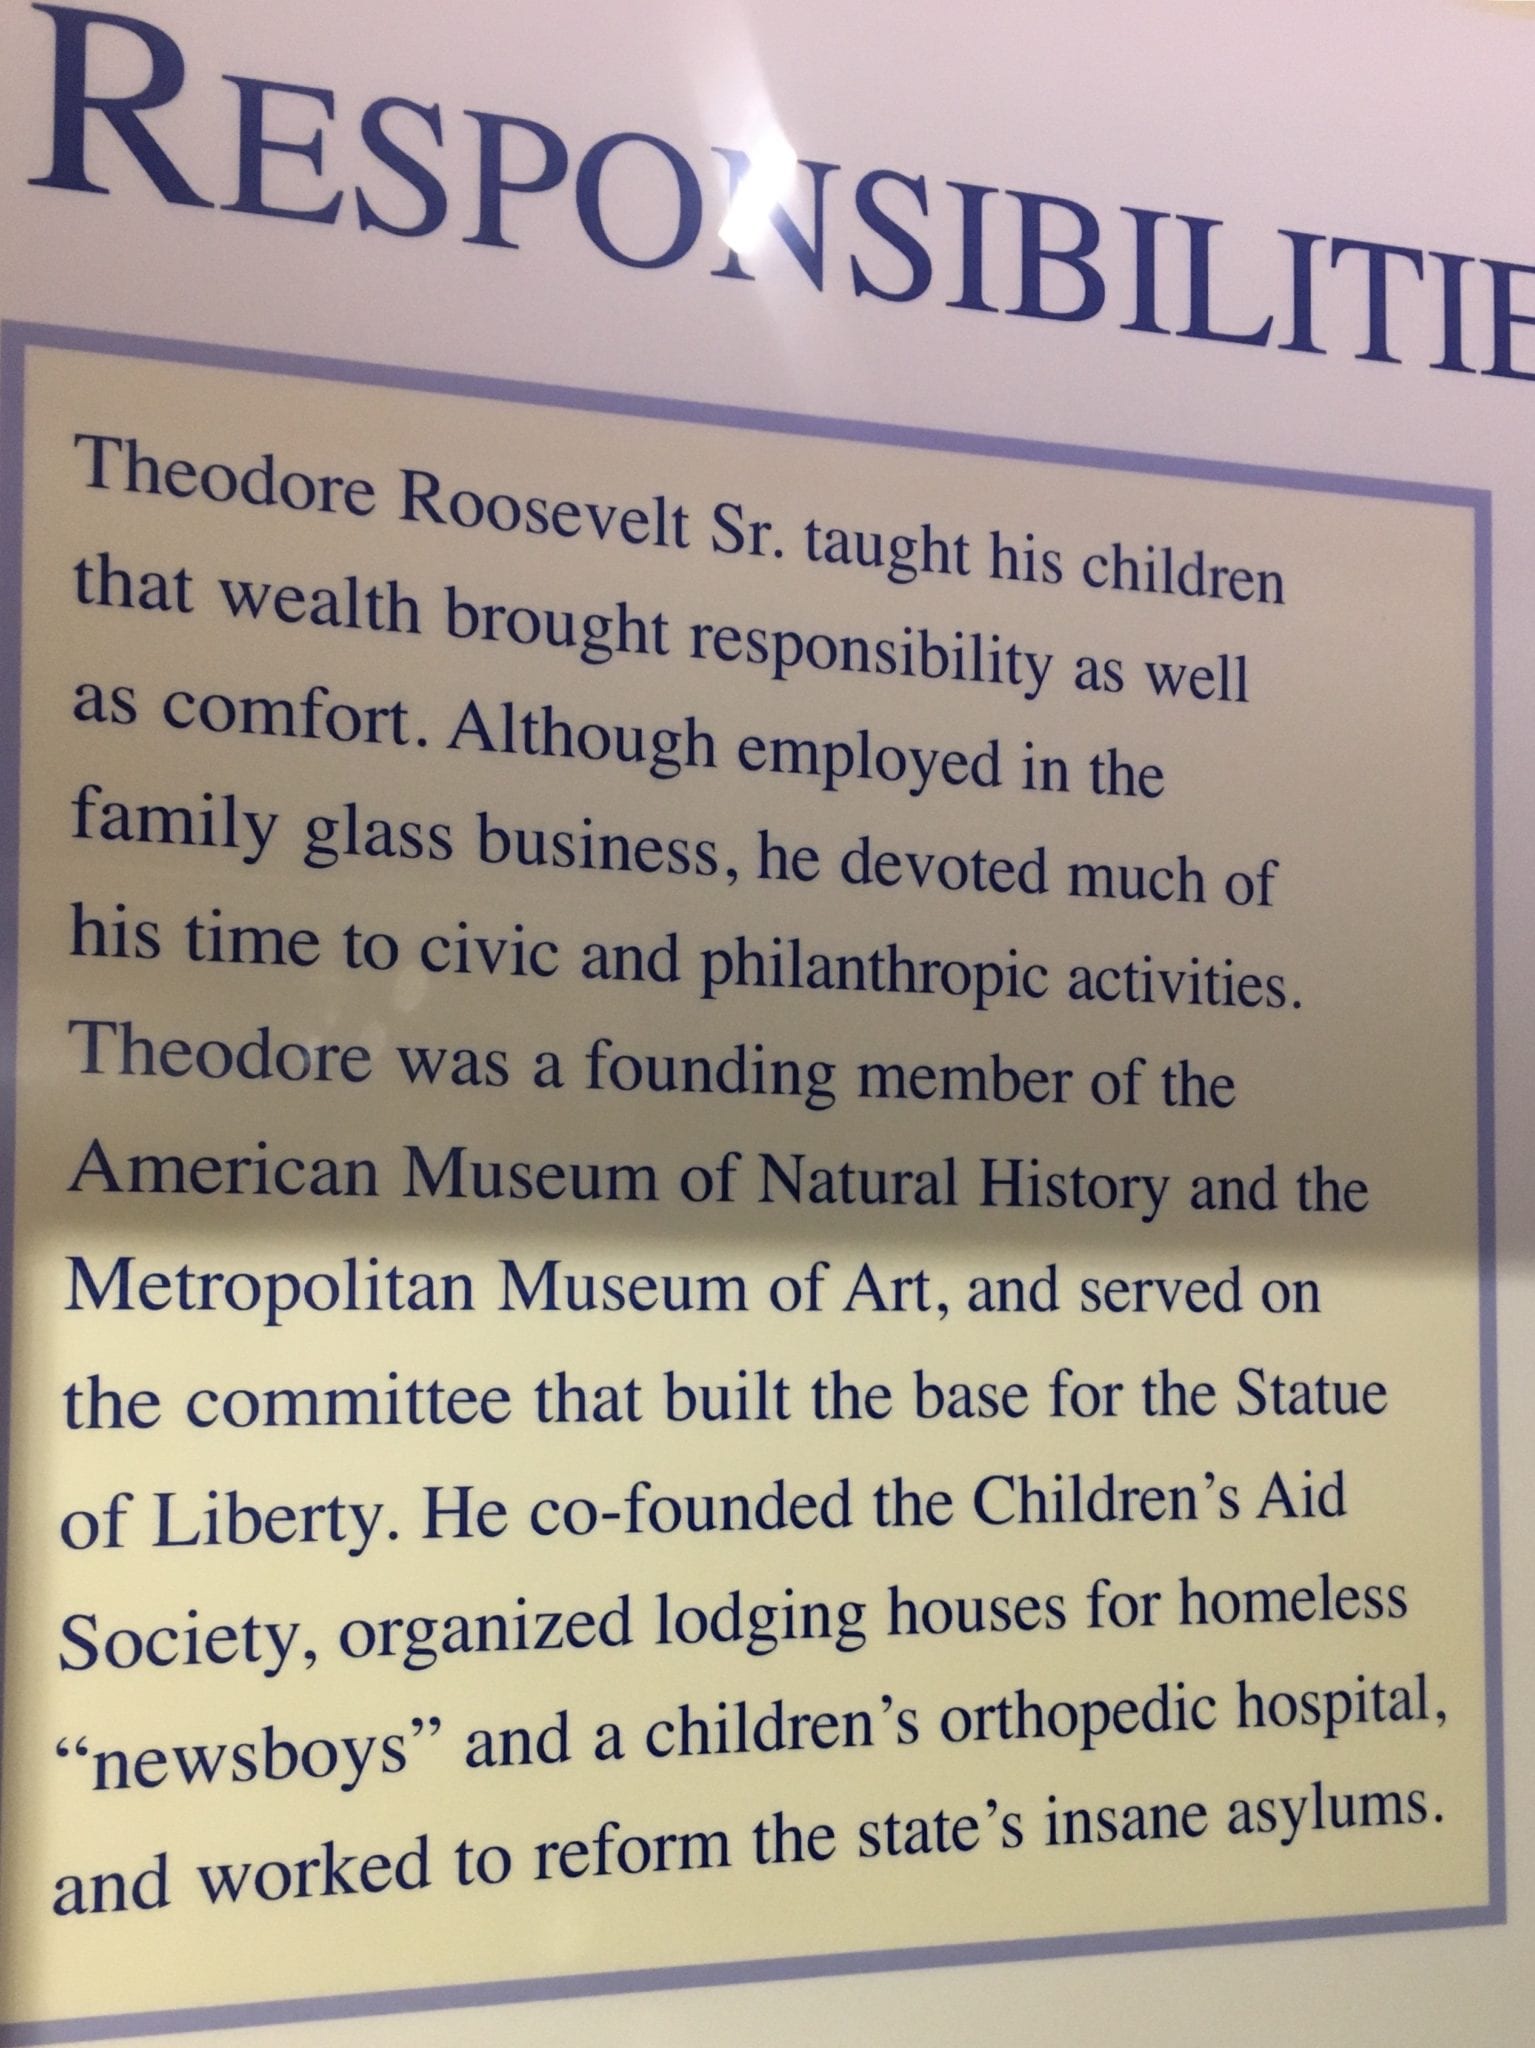 RESPONSIBILITIE
Theodore Roosevelt Sr. taught his children
that wealth brought responsibility as well
as comfort. Although employed in the
family glass business, he devoted much of
his time to civic and philanthropic activities.
Theodore was a founding member of the
American Museum of Natural History and the
Metropolitan Museum of Art, and served on
the committee that built the base for the Statue
of Liberty. He co-founded the Children’s Aid
Society, organized lodging houses for homeless
“newsboys” and a children’s orthopedic hospital,
and worked to reform the state’s insane asylums.